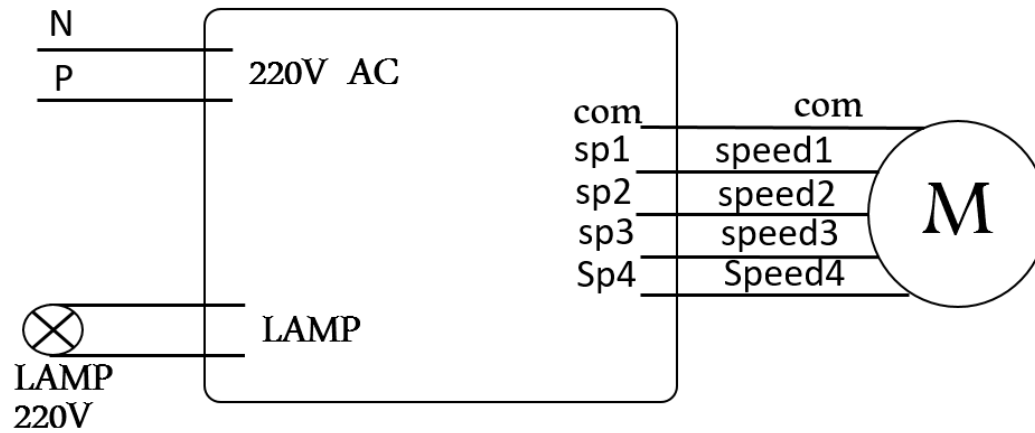 N
P
220V AC
com
com
sp1
speed1
sp2
speed2
sp3
speed3
Sp4
Speed4
M
LAMP
LAMP
220V